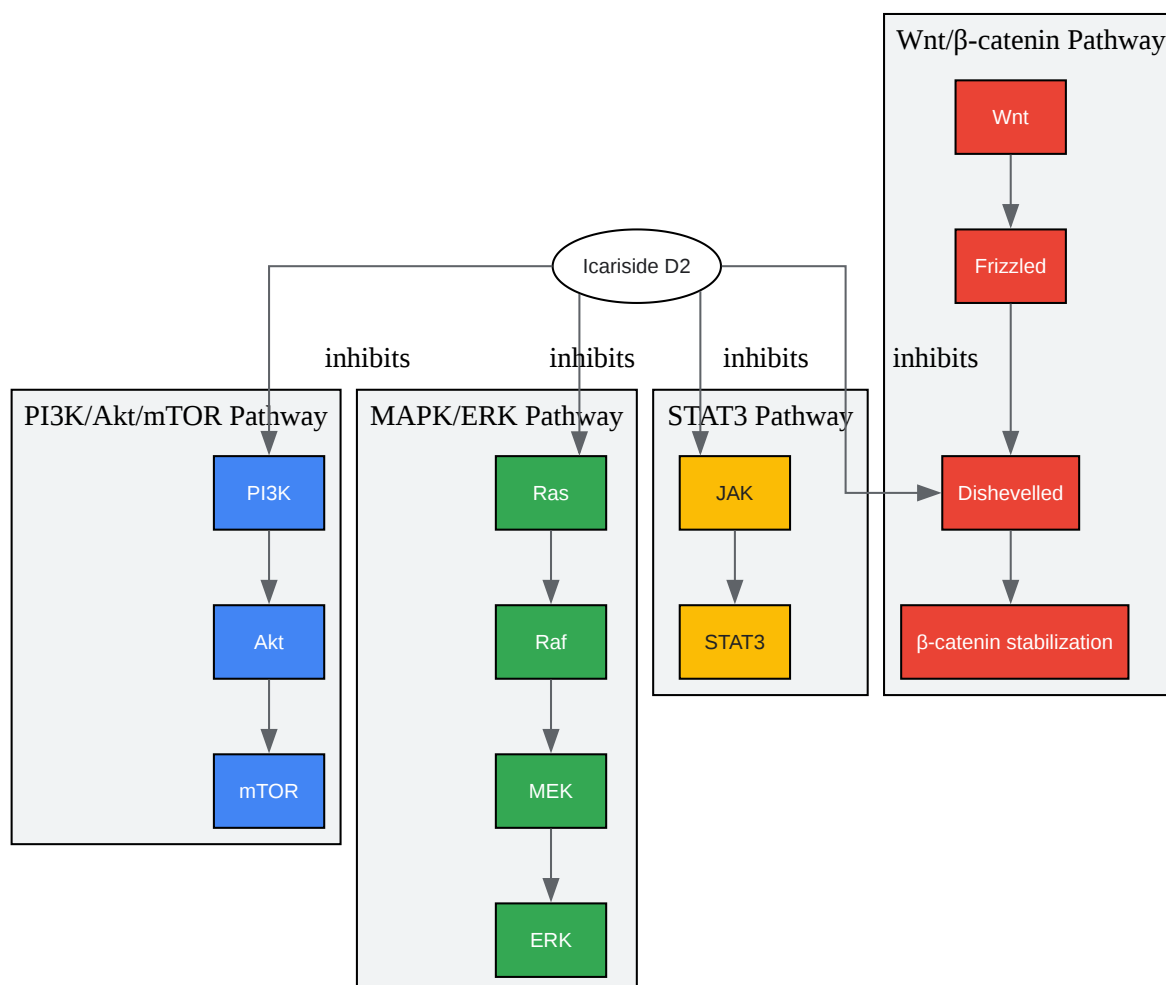 Wnt/β-catenin Pathway
Wnt
Frizzled
Icariside D2
inhibits
inhibits
inhibits
inhibits
PI3K/Akt/mTOR Pathway
MAPK/ERK Pathway
STAT3 Pathway
PI3K
Ras
JAK
Dishevelled
Akt
Raf
STAT3
β-catenin stabilization
mTOR
MEK
ERK